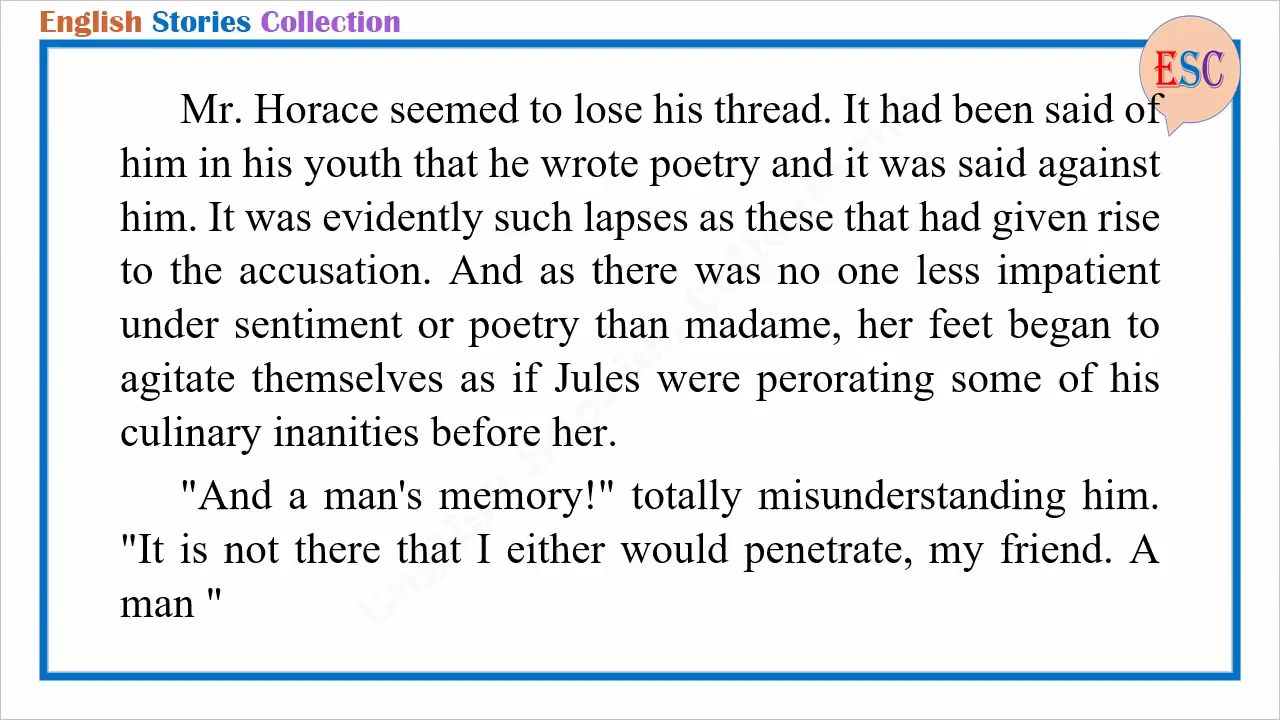 English Stories Collection
ESC
Mr. Horace seemed to lose his thread. It had been said of
him in his youth that he wrote poetry and it was said against
him. It was evidently such lapses as these that had given rise
to the accusation. And as there was no one less impatient
under sentiment or poetry than madame, her feet began to
agitate themselves as if Jules were perorating some of his
culinary inanities before her.
"And a man's memory!" totally misunderstanding him.
"It is not there that I either would penetrate, my friend. A
man "